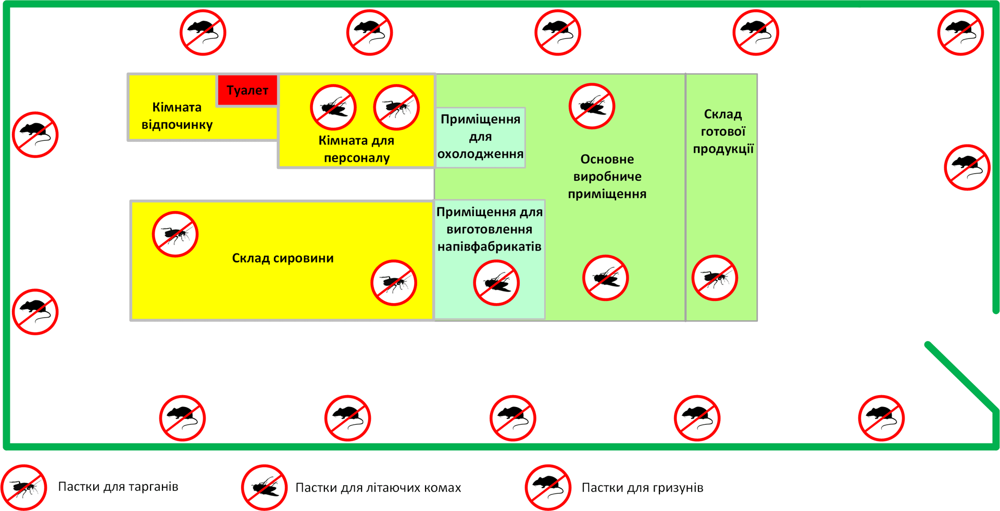 Туалет
Кімната
відпочинку
Кімната для
персоналу
Приміщення
для
охолодження
Основне
виробниче
приміщення
Склад
готової
продукції
Склад сировини
Приміщення для
виготовлення
напівфабрикатів
Пастки для тарганів
Пастки для літаючих комах
Пастки для гризунів